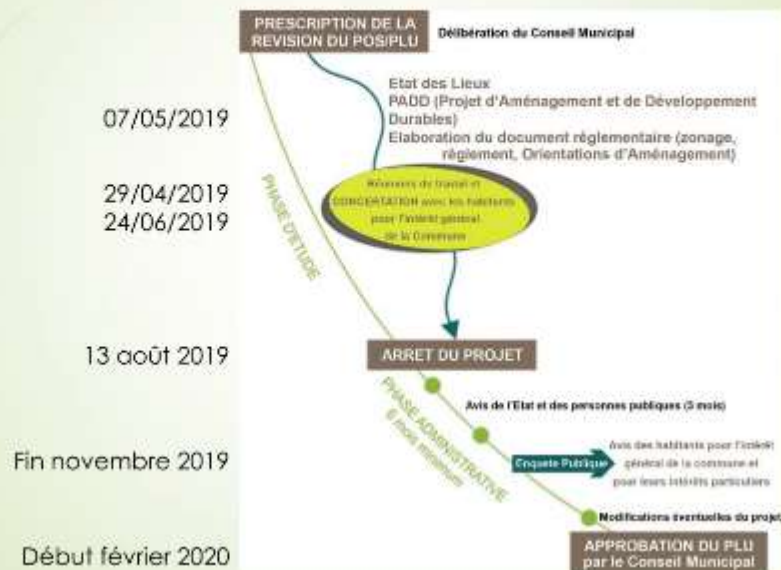 PRESCRIPTION DE LA
REVISION DU POS/PLU
Délibération du Conseil Municipal
07/05/2019
Etat des Lieux
PADD (Projet d'Aménagement et de Développement
Durables)
Elaboration du document réglementaire (zonage,
règlement, Orientations d'Aménagement)
29/04/2019
24/06/2019
Réunions de travail et
CONCERTATION avec les habitants
pour l'intérêt général
de la Commune
PHASE D'ETUDE
13 août 2019
ARRET DU PROJET
PHASE ADMINISTRATIVE
6 mois minimum
Avis de l'Etat et des personnes publiques (3 mois)
Fin novembre 2019
Enquete Publique
Avis des habitants pour l'intérêt
général de la commune et
pour leurs intérêts particuliers
Modifications éventuelles du projet
Début février 2020
APPROBATION DU PLU
par le Conseil Municipal